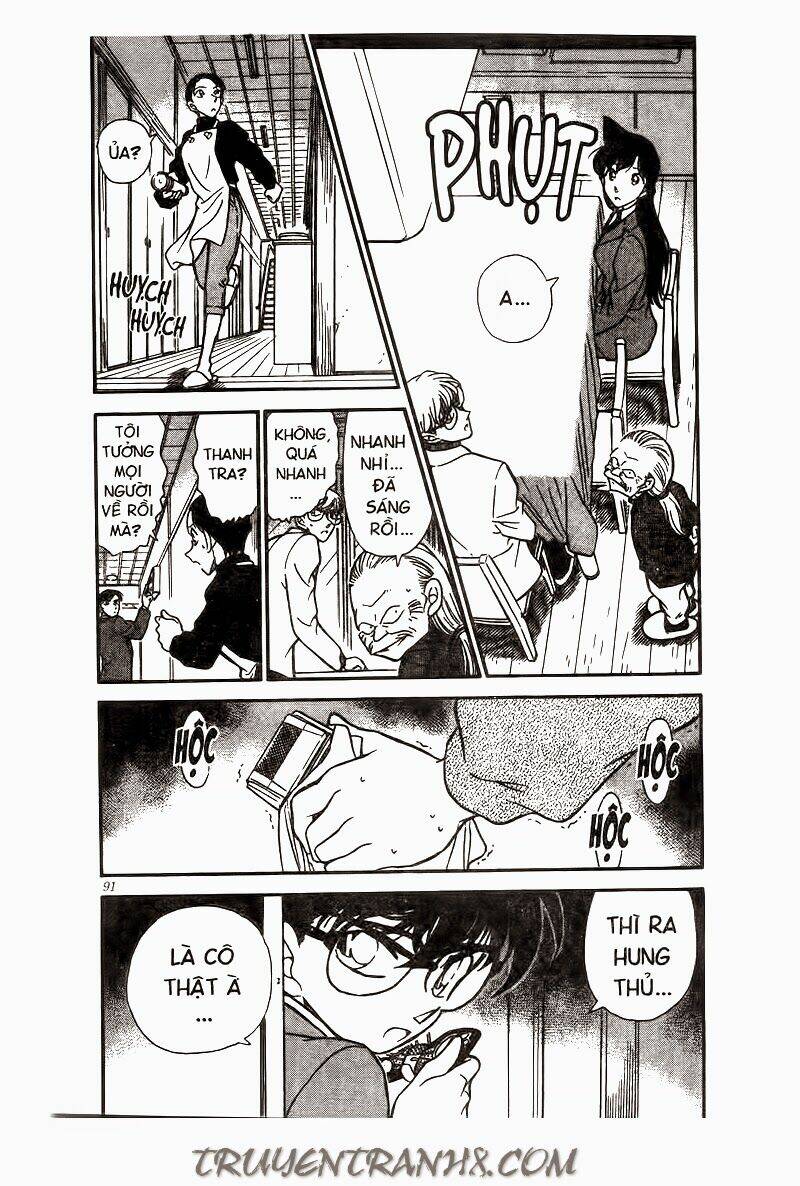 PHỤT
A...
ỦA?
HUỴCH
HUỴCH
NHANH
NHỈ...
ĐÃ
SÁNG
RỒI...
KHÔNG,
QUÁ
NHANH
...
THANH
TRA?
TÔI
TƯỞNG
MỌI
NGƯỜI
VỀ RỒI
MÀ?
HỘC
HỘC
HỘC
91
THÌ RA
HUNG
THỦ...
LÀ CÔ
THẬT À
...
TRUYENTRANH8.COM